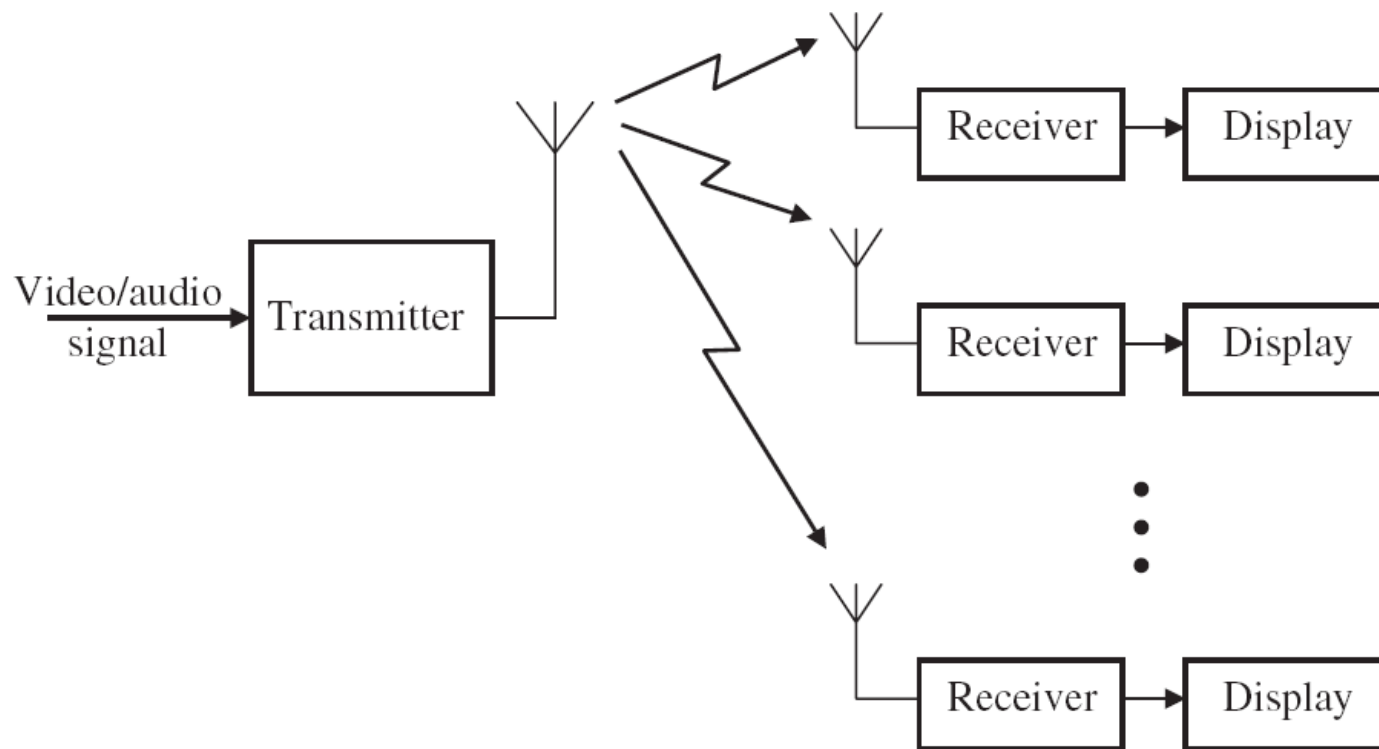 Receiver
Display
Video/audio
signal
Transmitter
Receiver
Display
Receiver
Display